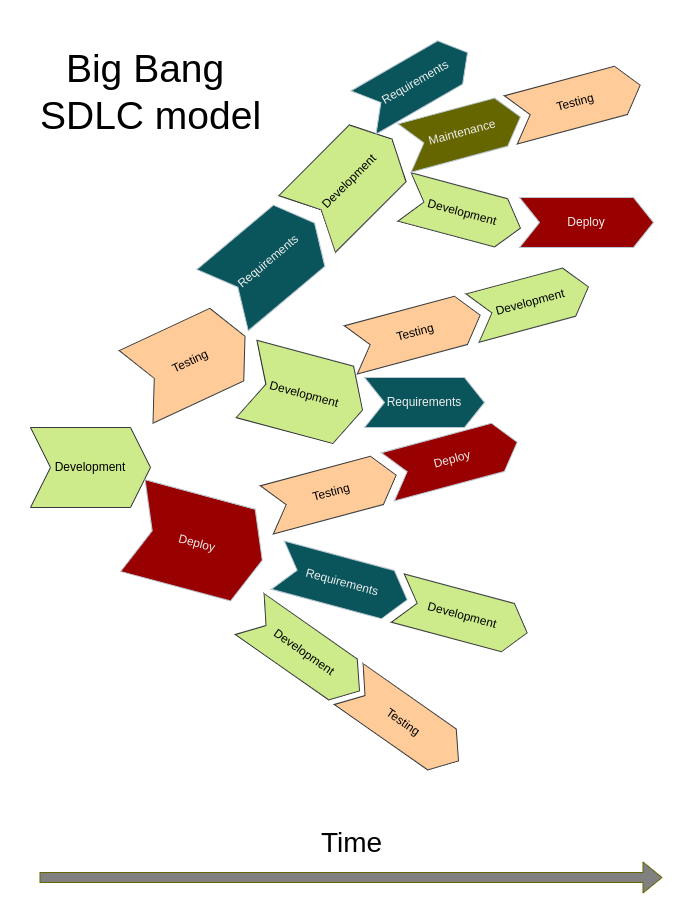 Big Bang
SDLC model
Requirements
Testing
Maintenance
Development
Development
Deploy
Requirements
Development
Testing
Testing
Development
Requirements
Development
Deploy
Testing
Deploy
Requirements
Development
Development
Testing
Time